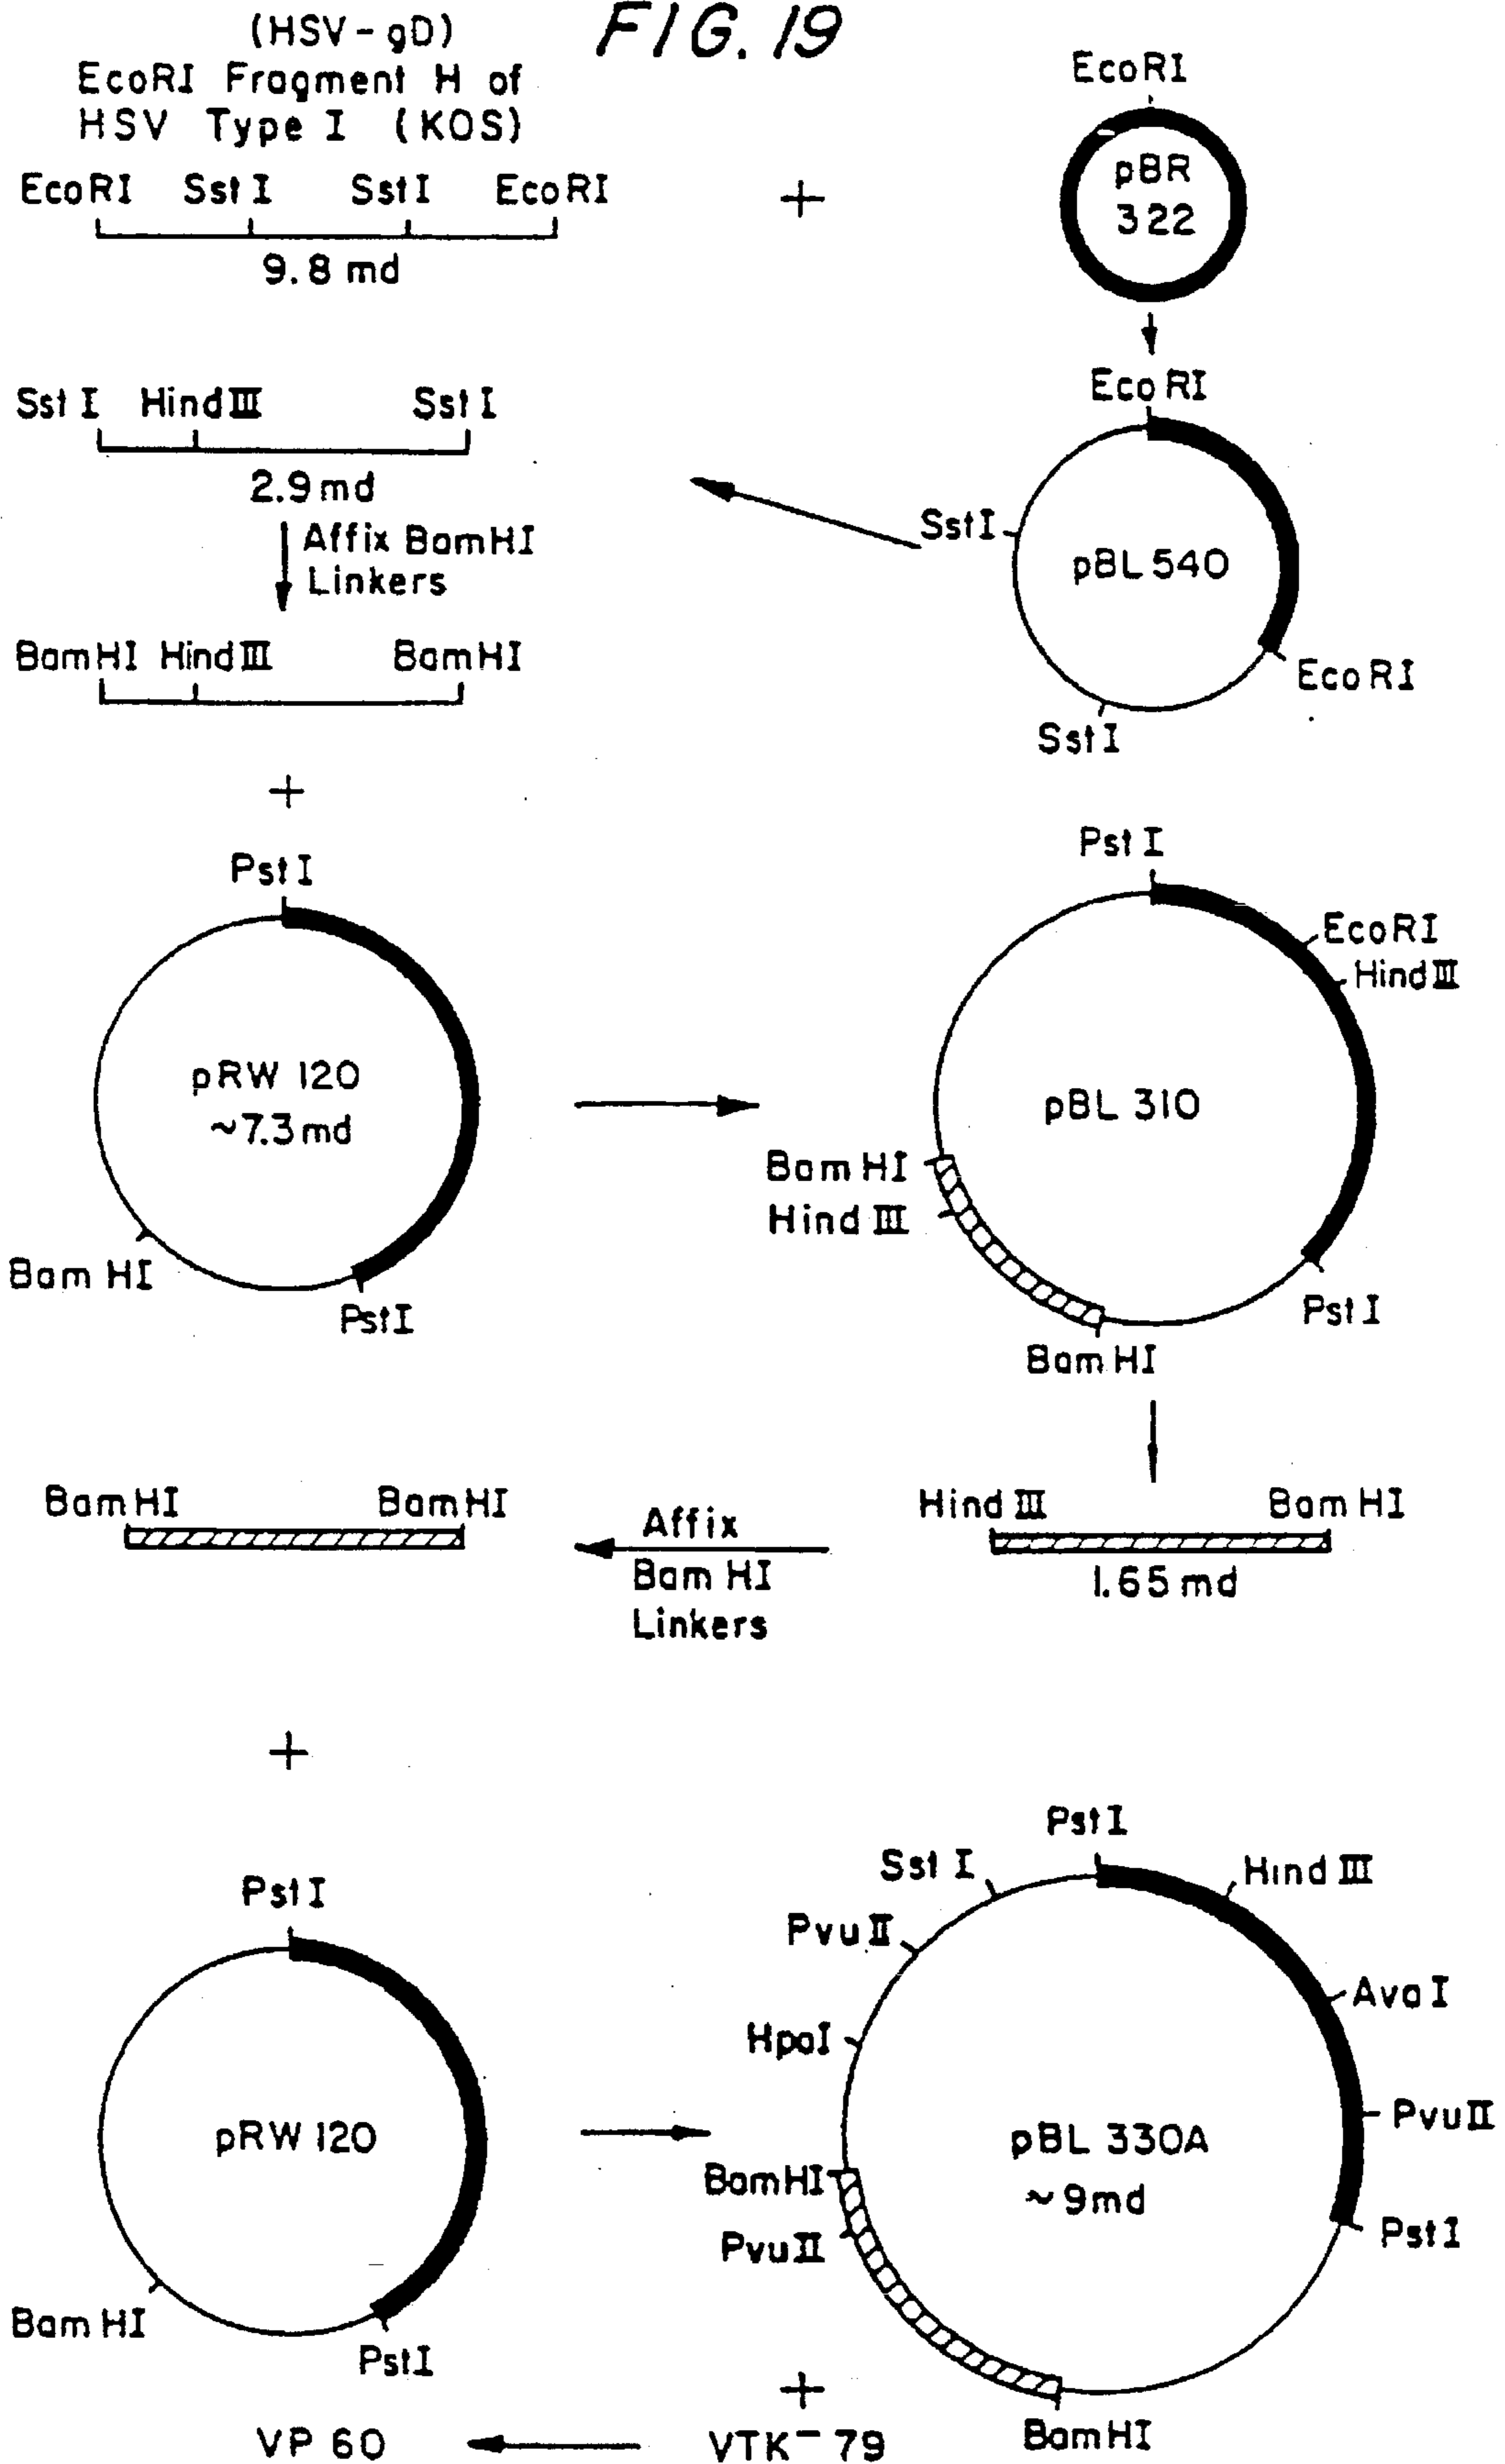 FIG. 19
(HSV-gD)
EcoRI Fragment H of
HSV Type I (KOS)
EcoRI SstI SstI EcoRI
9.8 md
+
EcoRI
pBR
322
EcoRI
SstI
pBL 540
EcoRI
SstI
SstI HindIII SstI
2.9 md
Affix BamHI
Linkers
BamHI HindIII BamHI
+
PstI
pRW 120
~7.3 md
BamHI
PstI
PstI
EcoRI
HindIII
pBL 310
BamHI
HindIII
PstI
BamHI
HindIII BamHI
1.65 md
Affix
BamHI
Linkers
BamHI BamHI
+
PstI
pRW 120
BamHI
PstI
PstI
SstI
HindIII
PvuII
AvaI
HpaI
PvuII
pBL 330A
~9md
BamHI
PvuII
PstI
BamHI
+
VTK⁻79
VP 60